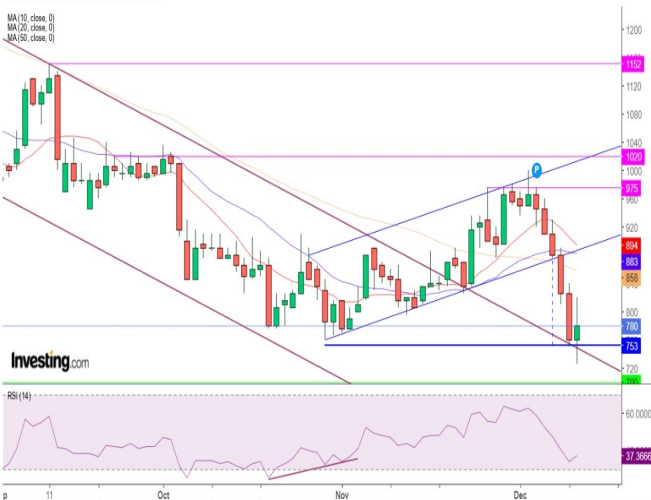 MA (10, close, 0)
MA (20, close, 0)
MA (50, close, 0)
1200
1152
1120
1080
1040
1020
1000
975
960
920
894
883
858
800
780
753
720
700
P
Investing.com
RSI (14)
60.0000
37.3666
p
11
Oct
Nov
Dec